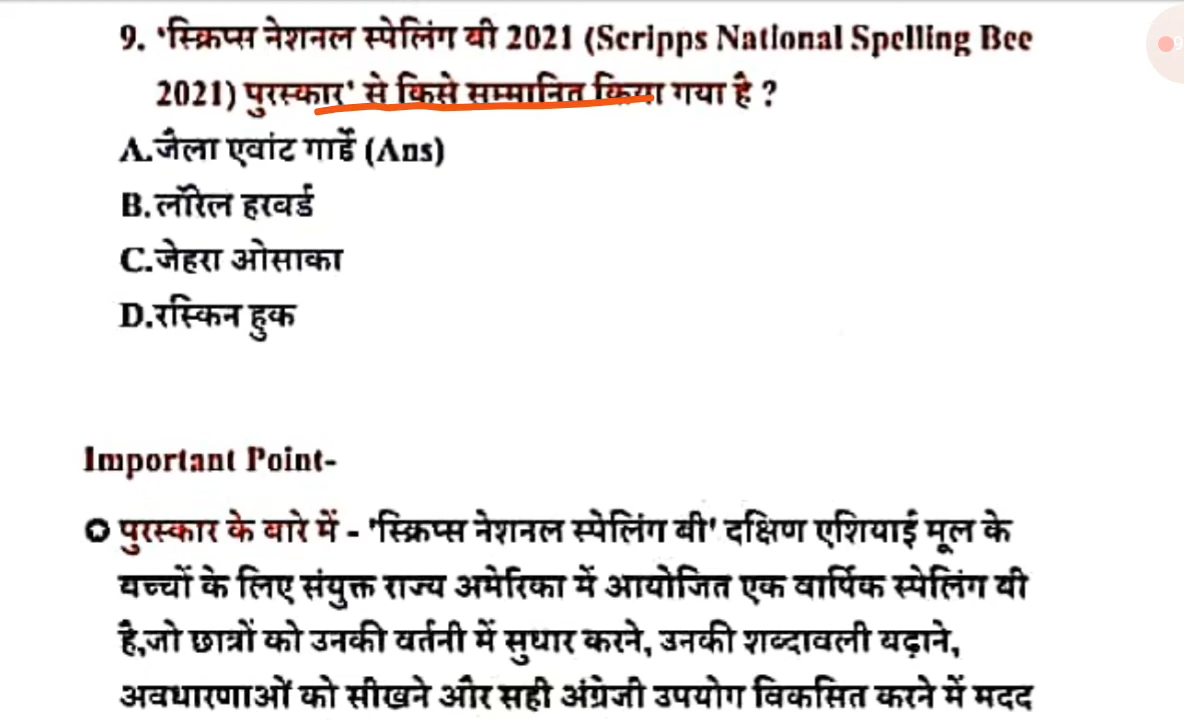 9. 'स्क्रिप्स नेशनल स्पेलिंग बी 2021 (Scripps National Spelling Bee
2021) पुरस्कार' से किसे सम्मानित किया गया है ?
A.जैला एवांट गार्डे (Ans)
B.लॉरेल हरवर्ड
C.जेहरा ओसाका
D.रस्किन हुक
Important Point-
पुरस्कार के बारे में - 'स्क्रिप्स नेशनल स्पेलिंग बी' दक्षिण एशियाई मूल के
बच्चों के लिए संयुक्त राज्य अमेरिका में आयोजित एक वार्षिक स्पेलिंग बी
है,जो छात्रों को उनकी वर्तनी में सुधार करने, उनकी शब्दावली बढ़ाने,
अवधारणाओं को सीखने और सही अंग्रेजी उपयोग विकसित करने में मदद